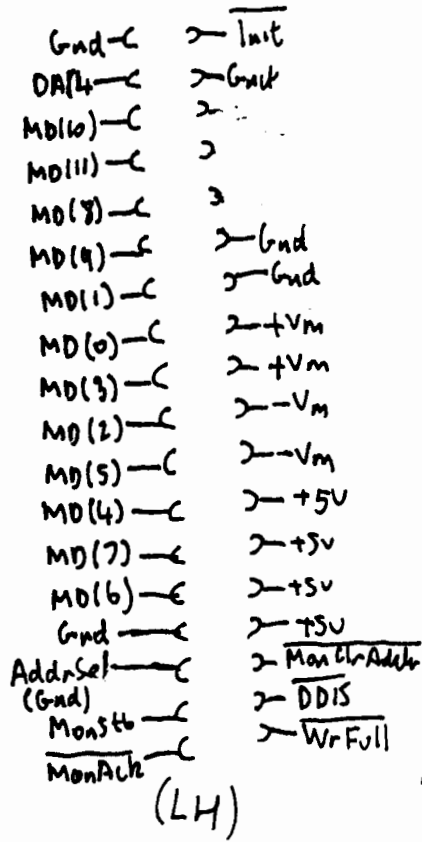 Gnd Init
DAP4 Gnd
MD(10)
MD(11)
MD(8)
MD(9) Gnd
MD(1) Gnd
MD(0) +Vm
MD(3) +Vm
MD(2) -Vm
MD(5) -Vm
MD(4) +5V
MD(7) +5V
MD(6) +5V
Gnd +5V
AddrSel MonClrAddr
(Gnd) DDIS
MonStb WrFull
MonAck
(LH)